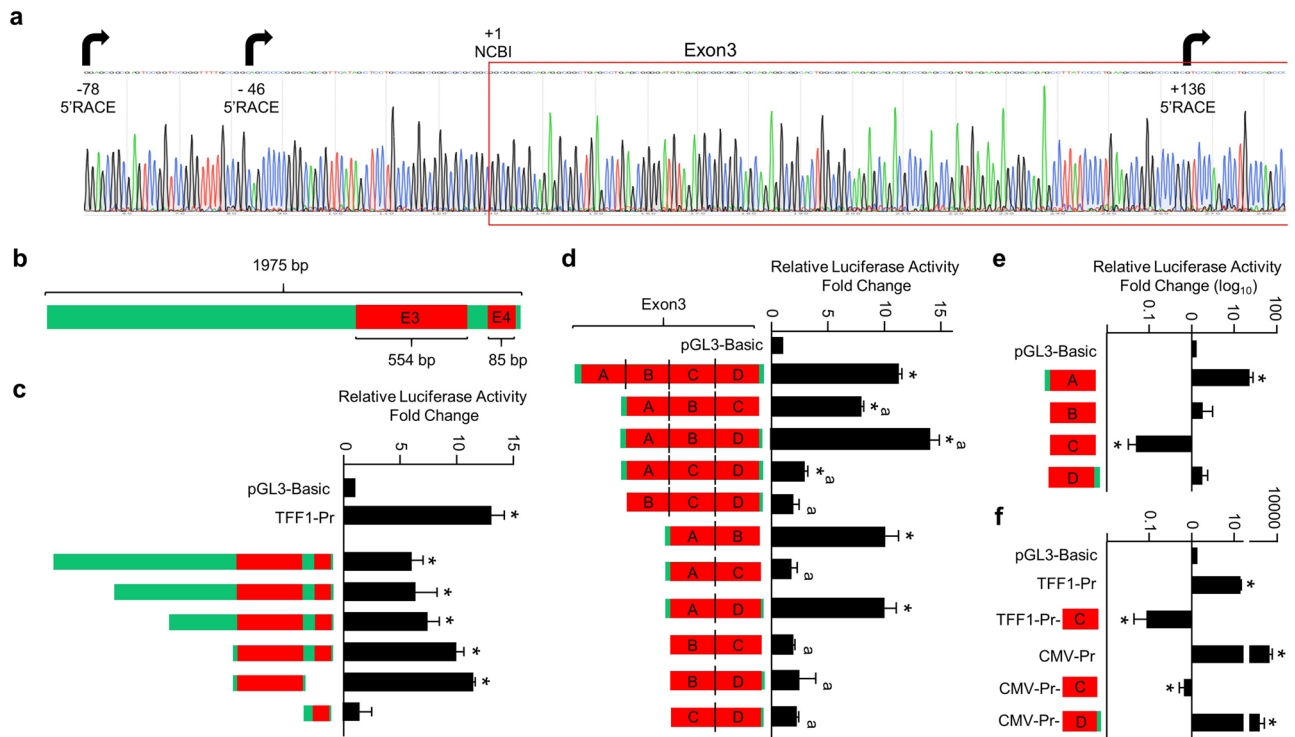 a
+1
NCBI
Exon3
-78
5'RACE
- 46
5'RACE
+136
5'RACE
b
1975 bp
E3
E4
554 bp
85 bp
c
Relative Luciferase Activity
Fold Change
0
5
10
15
pGL3-Basic
TFF1-Pr
*
*
*
*
*
*
d
Relative Luciferase Activity
Fold Change
Exon3
0
5
10
15
pGL3-Basic
A B C D *
A B C *a
A B D *a
A C D *a
B C D a
A B *
A C a
A D *
B C a
B D a
C D a
e
Relative Luciferase Activity
Fold Change (log10)
0.1
0
10
100
pGL3-Basic
A *
B
C *
D
f
0.1
0
10
10000
pGL3-Basic
TFF1-Pr *
TFF1-Pr- C *
CMV-Pr *
CMV-Pr- C *
CMV-Pr- D *